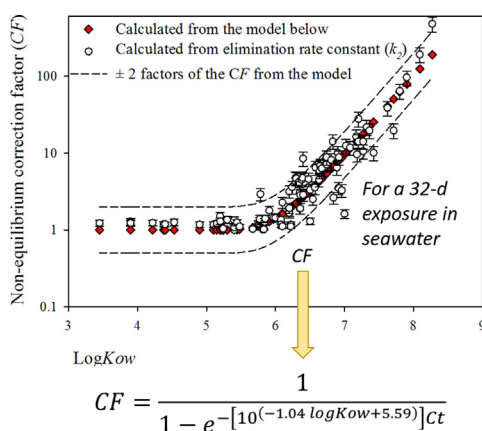 Calculated from the model below
Calculated from elimination rate constant (k₂)
± 2 factors of the CF from the model
Non-equilibrium correction factor (CF)
100
10
1
0.1
For a 32-d
exposure in
seawater
CF
3 4 5 6 7 8 9
LogKow
CF = 1 / (1 − e^(−[10^(−1.04 logKow+5.59)]Ct))